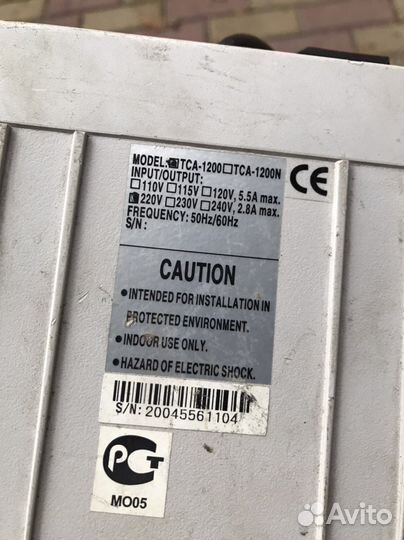 MODEL: TCA-1200 TCA-1200N
INPUT/OUTPUT:
110V 115V 120V, 5.5A max.
220V 230V 240V, 2.8A max.
FREQUENCY: 50Hz/60Hz
S/N:
CE
CAUTION
INTENDED FOR INSTALLATION IN
PROTECTED ENVIRONMENT.
INDOOR USE ONLY.
HAZARD OF ELECTRIC SHOCK.
S/N: 20045561104
РСТ
МО05
Avito